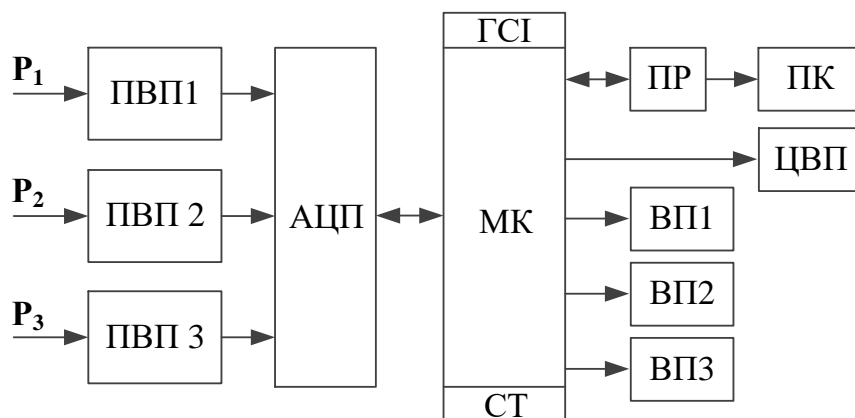 ГСІ
P₁
ПВП1
ПР
ПК
ЦВП
P₂
ПВП 2
АЦП
МК
ВП1
ВП2
P₃
ПВП 3
ВП3
СТ